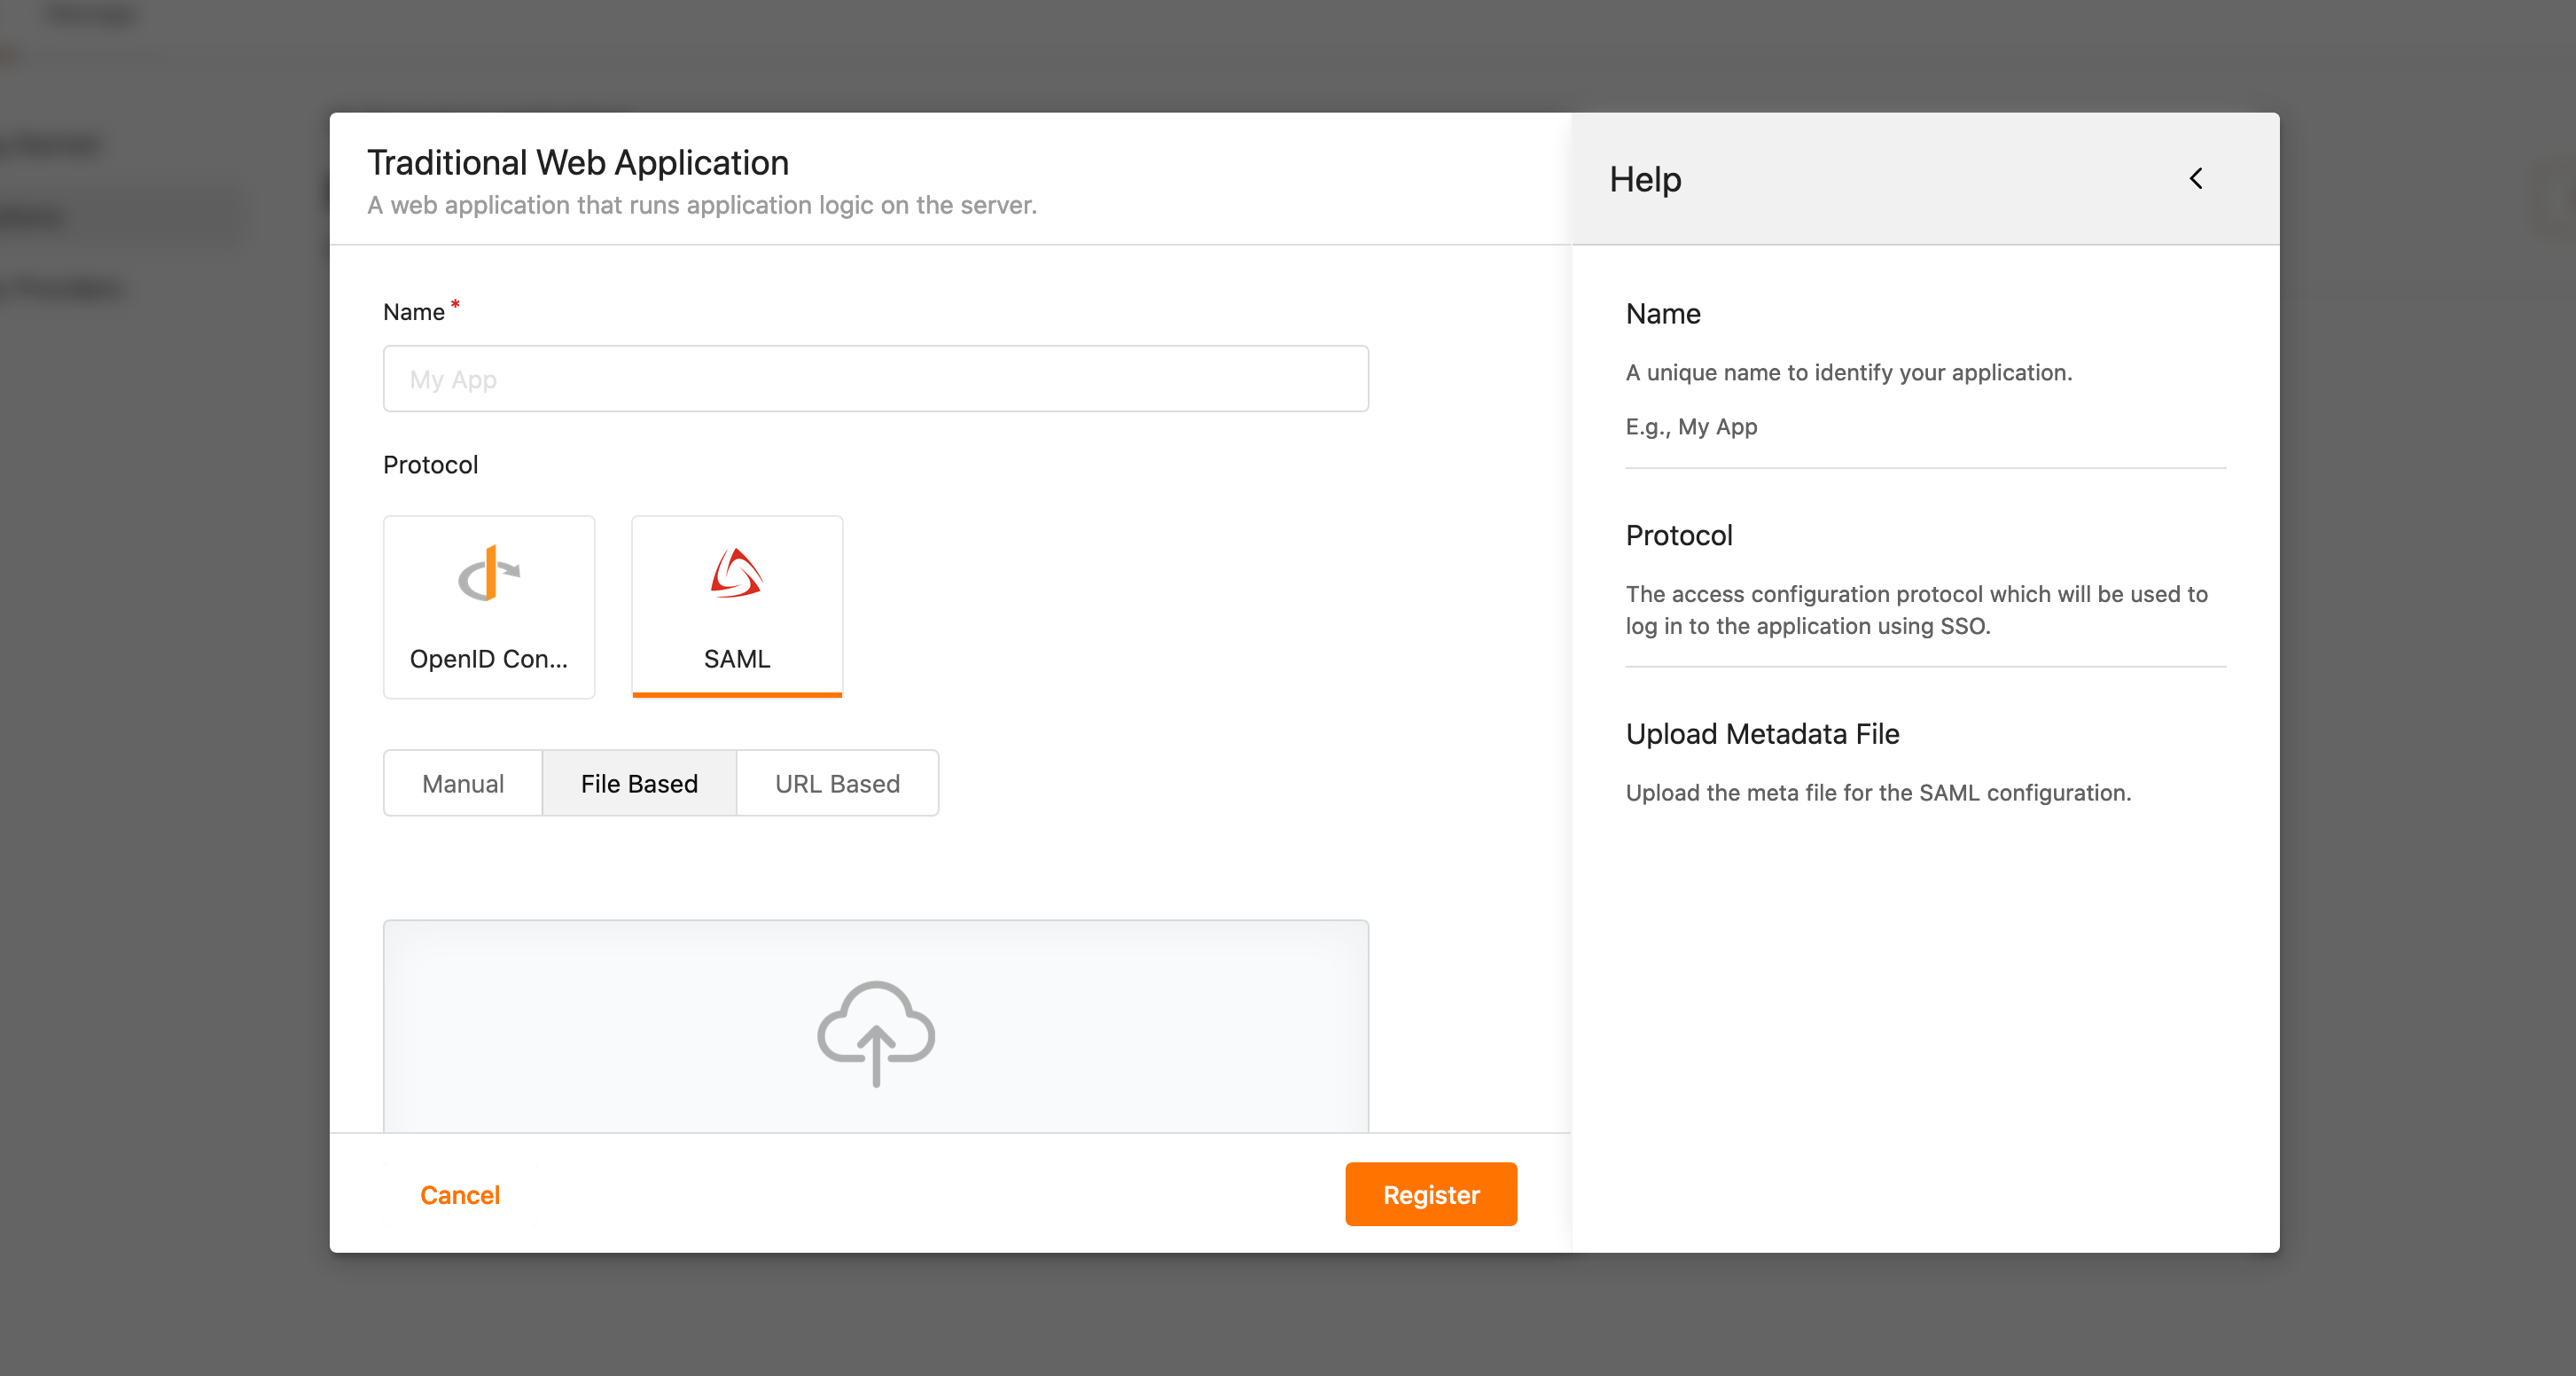 Traditional Web Application
A web application that runs application logic on the server.
Name *
My App
Protocol
OpenID Con...
SAML
Manual
File Based
URL Based
Cancel
Register
Help
Name
A unique name to identify your application.
E.g., My App
Protocol
The access configuration protocol which will be used to
log in to the application using SSO.
Upload Metadata File
Upload the meta file for the SAML configuration.